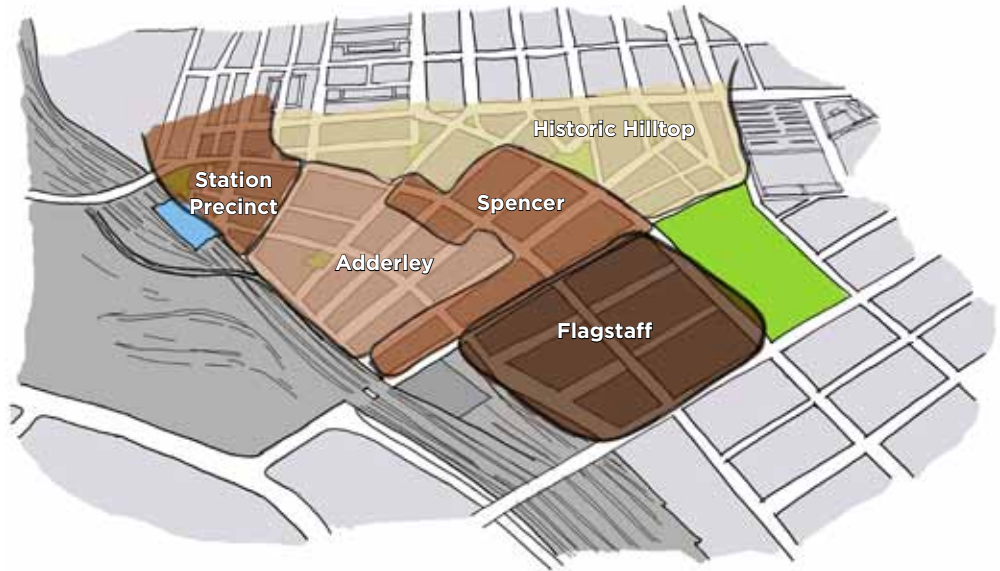 Historic Hilltop
Station
Precinct
Spencer
Adderley
Flagstaff